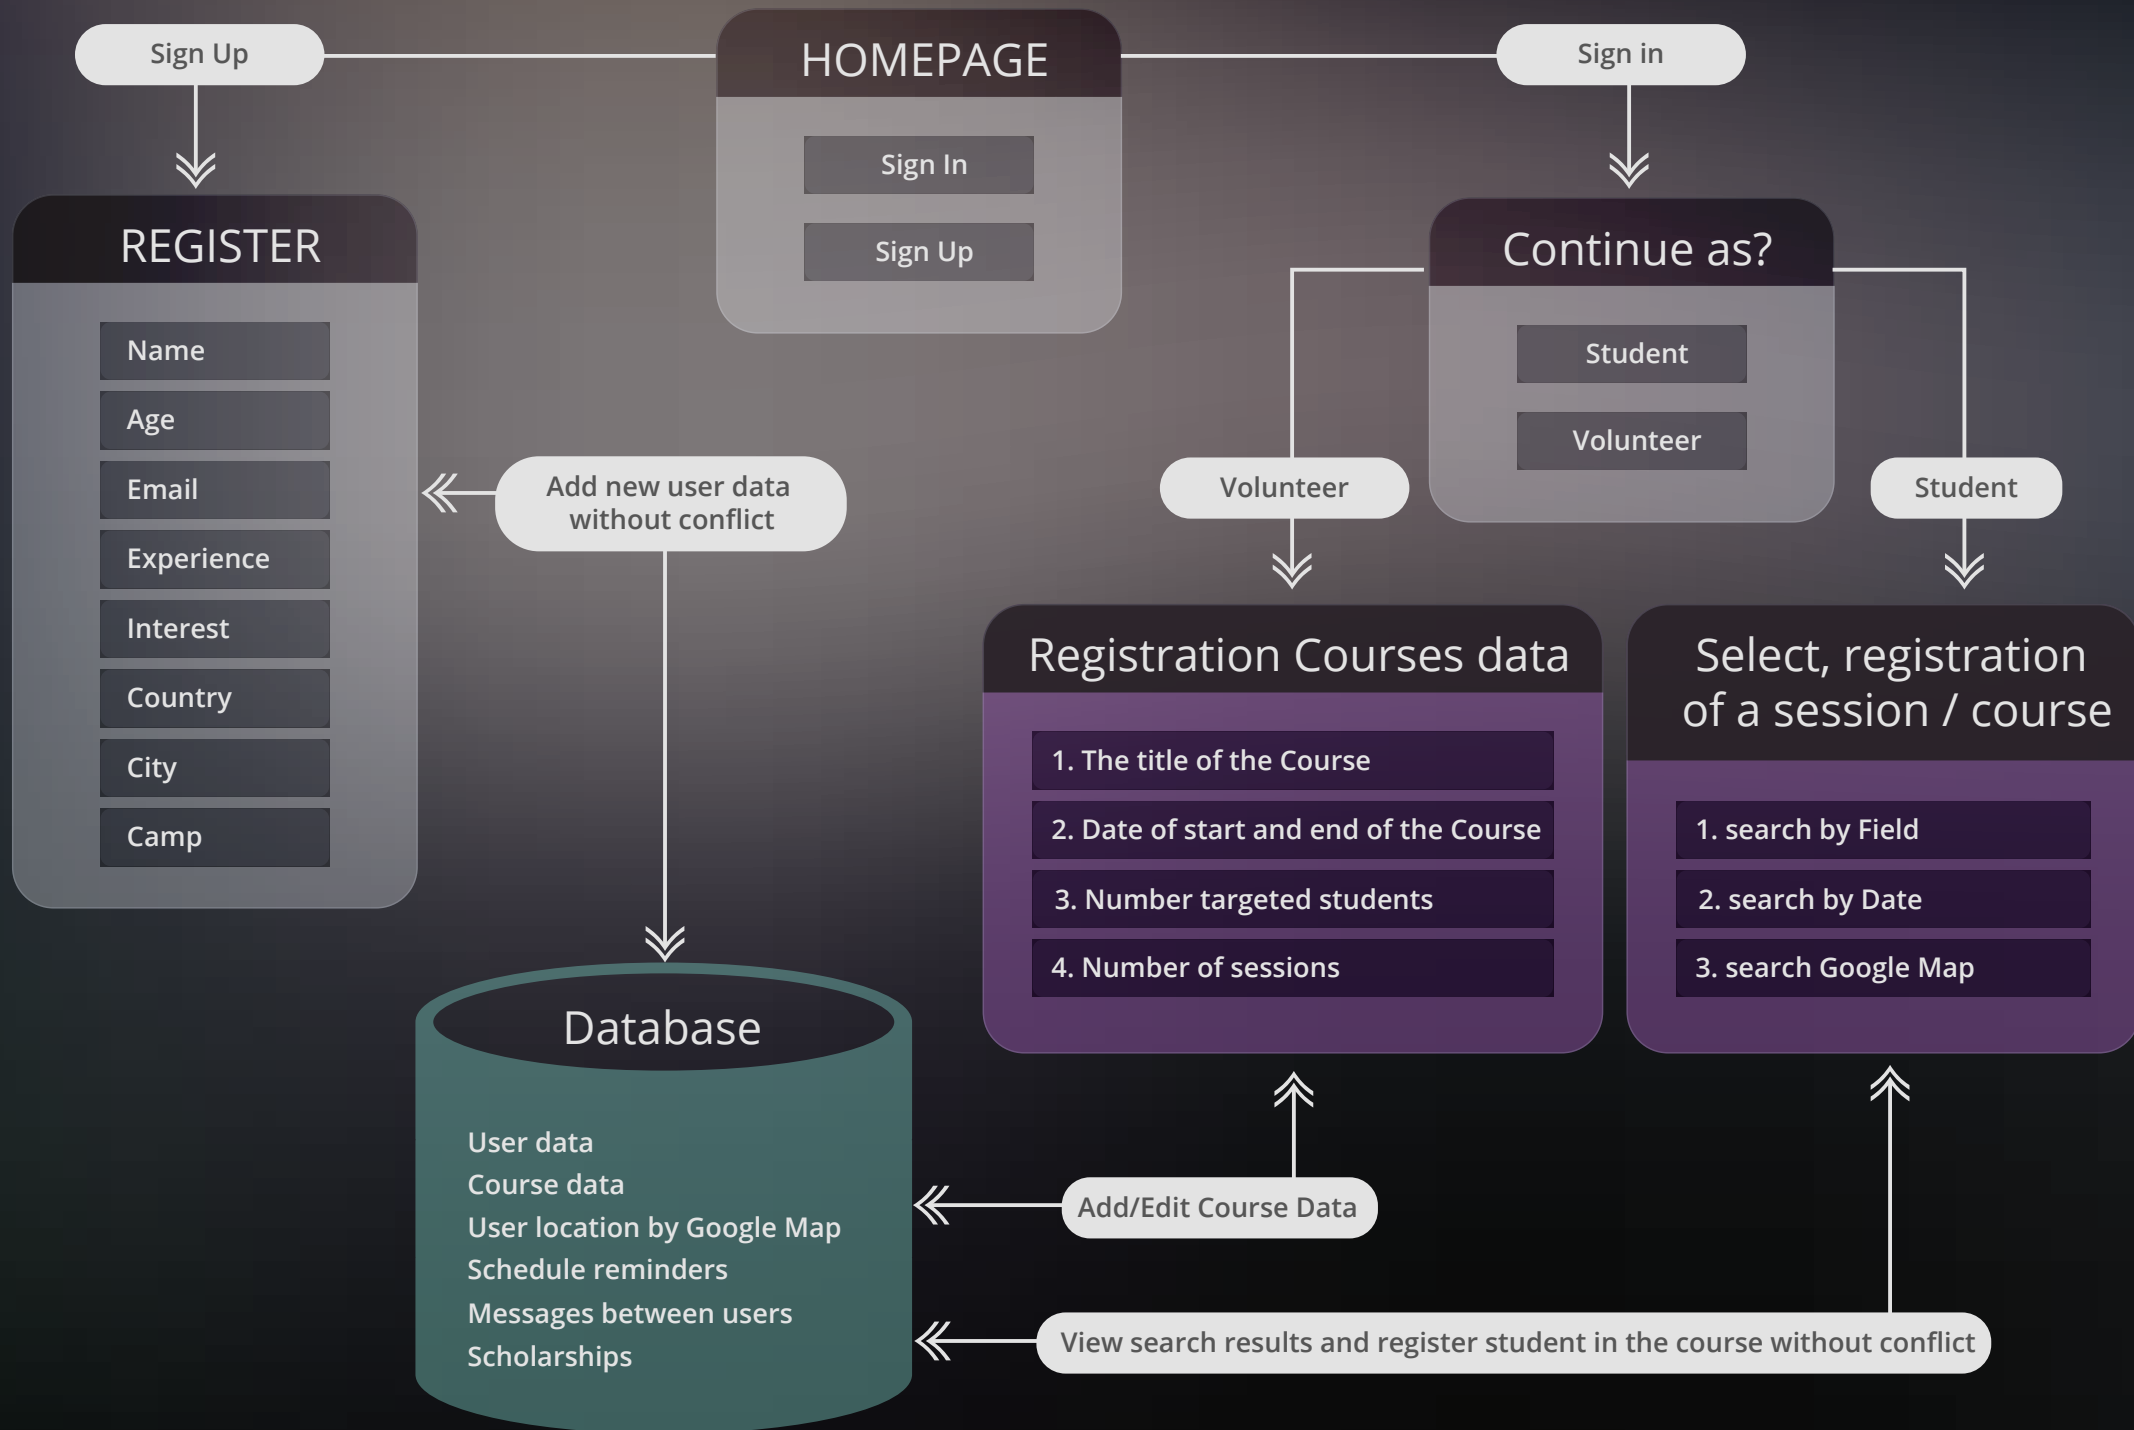 Sign Up
HOMEPAGE
Sign in
Sign In
Sign Up
REGISTER
Name
Age
Email
Experience
Interest
Country
City
Camp
Continue as?
Student
Volunteer
Add new user data
without conflict
Volunteer
Student
Registration Courses data
1. The title of the Course
2. Date of start and end of the Course
3. Number targeted students
4. Number of sessions
Select, registration
of a session / course
1. search by Field
2. search by Date
3. search Google Map
Database
User data
Course data
User location by Google Map
Schedule reminders
Messages between users
Scholarships
Add/Edit Course Data
View search results and register student in the course without conflict